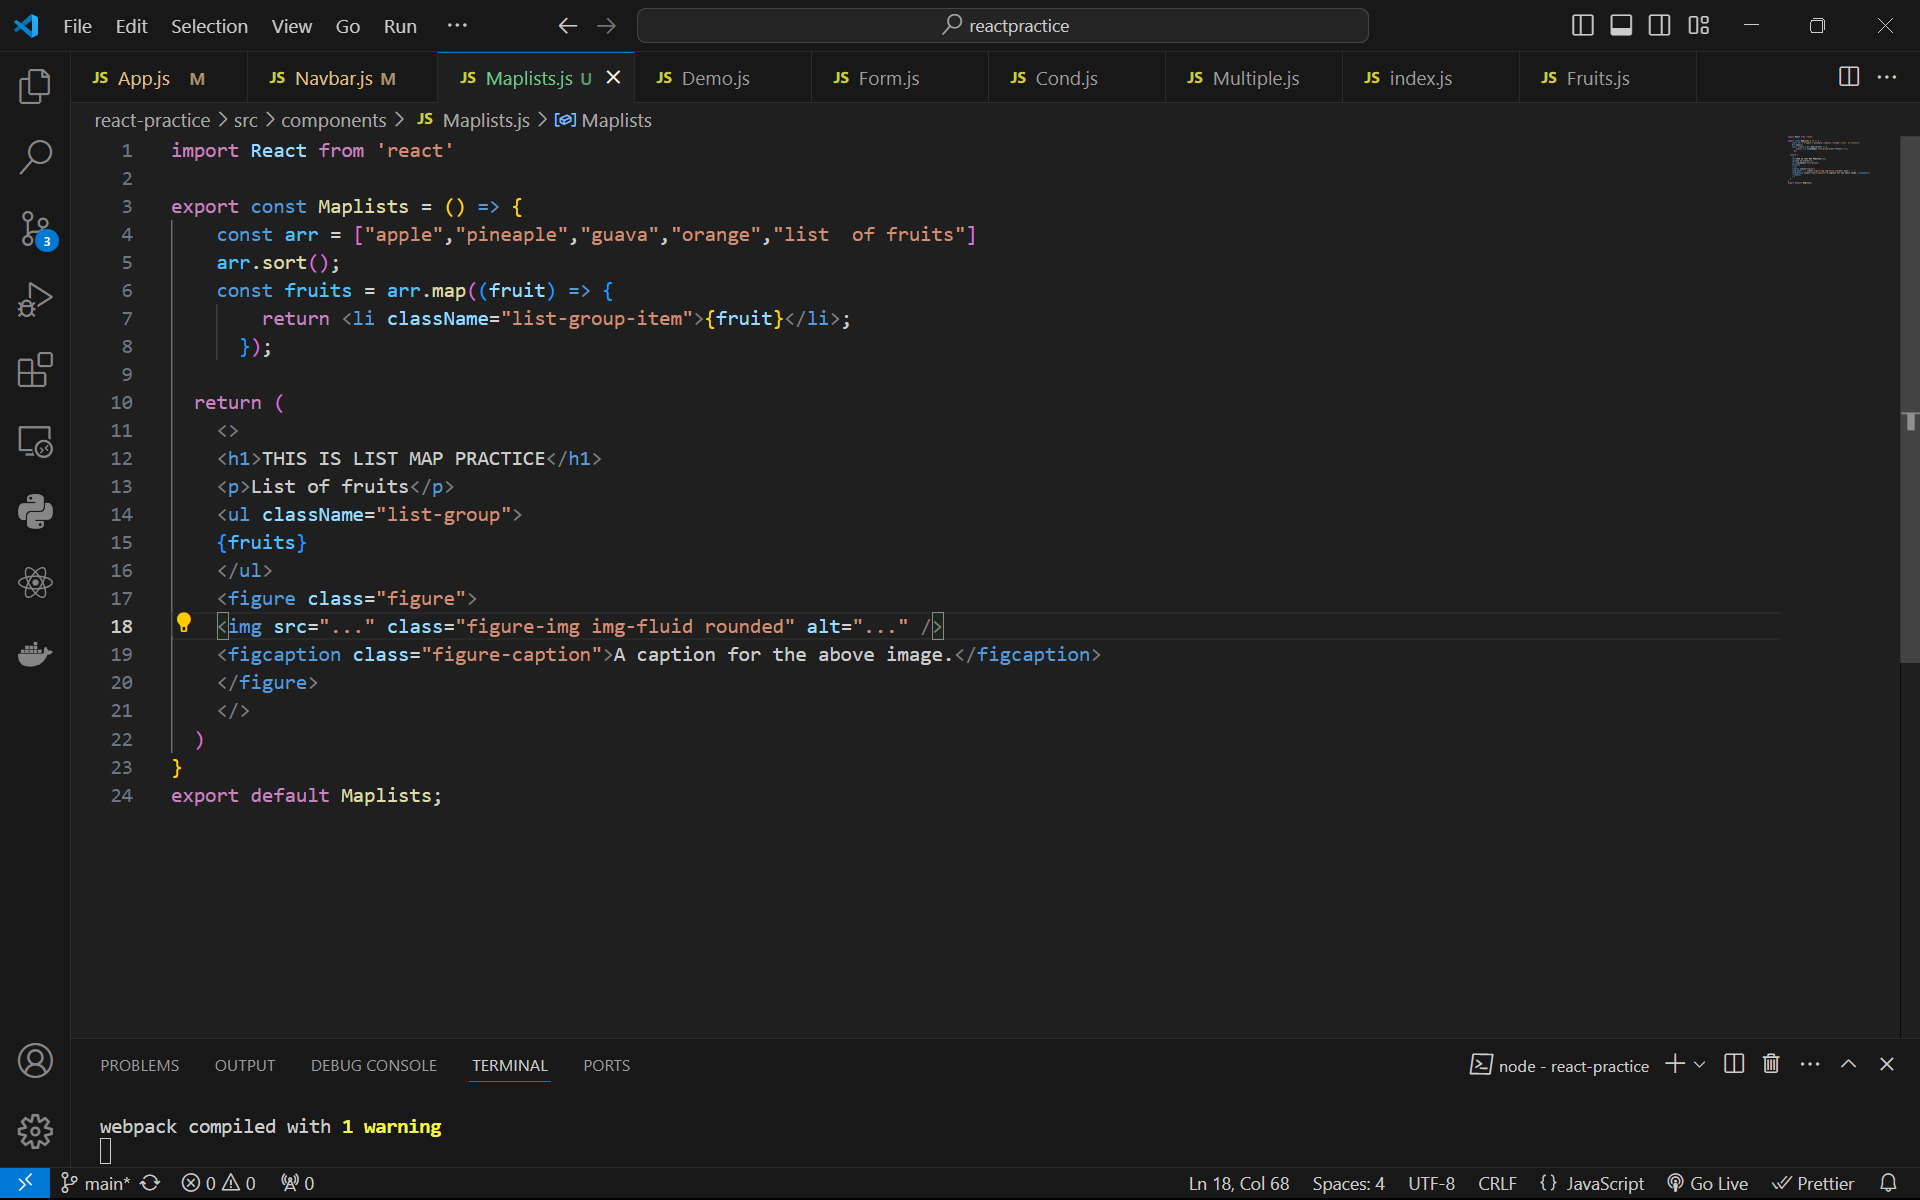 File Edit Selection View Go Run ··· reactpractice
JS App.js M JS Navbar.js M JS Maplists.js U JS Demo.js JS Form.js JS Cond.js JS Multiple.js JS index.js JS Fruits.js
react-practice > src > components > JS Maplists.js > Maplists
1 import React from 'react'
2
3 export const Maplists = () => {
4 const arr = ["apple","pineaple","guava","orange","list  of fruits"]
5 arr.sort();
6 const fruits = arr.map((fruit) => {
7 return <li className="list-group-item">{fruit}</li>;
8 });
9
10 return (
11 <>
12 <h1>THIS IS LIST MAP PRACTICE</h1>
13 <p>List of fruits</p>
14 <ul className="list-group">
15 {fruits}
16 </ul>
17 <figure class="figure">
18 <img src="..." class="figure-img img-fluid rounded" alt="..." />
19 <figcaption class="figure-caption">A caption for the above image.</figcaption>
20 </figure>
21 </>
22 )
23 }
24 export default Maplists;
3
PROBLEMS OUTPUT DEBUG CONSOLE TERMINAL PORTS node - react-practice
webpack compiled with 1 warning
main* 0 0 0 Ln 18, Col 68 Spaces: 4 UTF-8 CRLF {} JavaScript Go Live Prettier